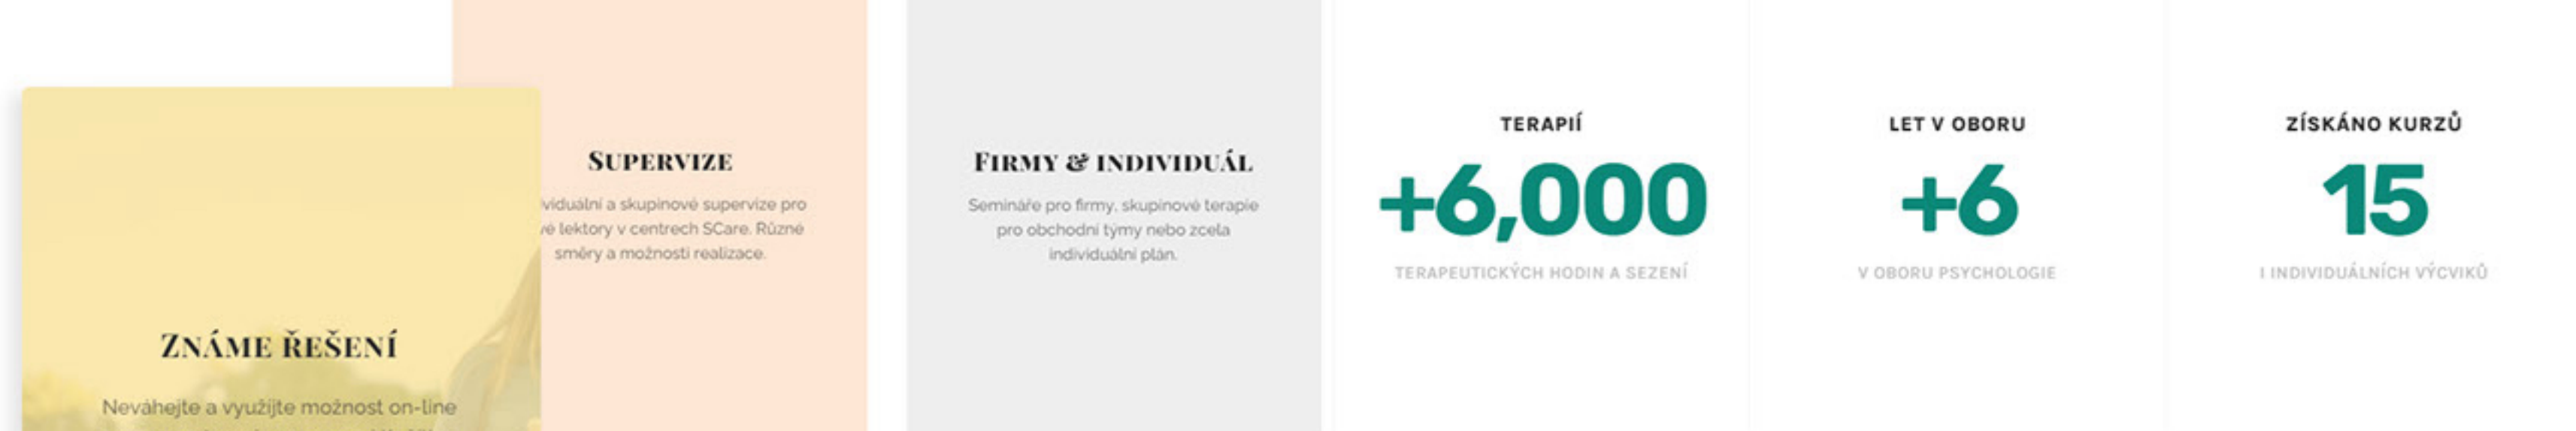 Známe řešení
Neváhejte a využijte možnost on-line
Supervize
a skupinové supervize pro
lektory v centrech SCare. Různé
směry a možnosti realizace.
Firmy & individuál
Semináře pro firmy, skupinové terapie
pro obchodní týmy nebo zcela
individuální plán.
TERAPIÍ
+6,000
TERAPEUTICKÝCH HODIN A SEZENÍ
LET V OBORU
+6
V OBORU PSYCHOLOGIE
ZÍSKÁNO KURZŮ
15
I INDIVIDUÁLNÍCH VÝCVIKŮ